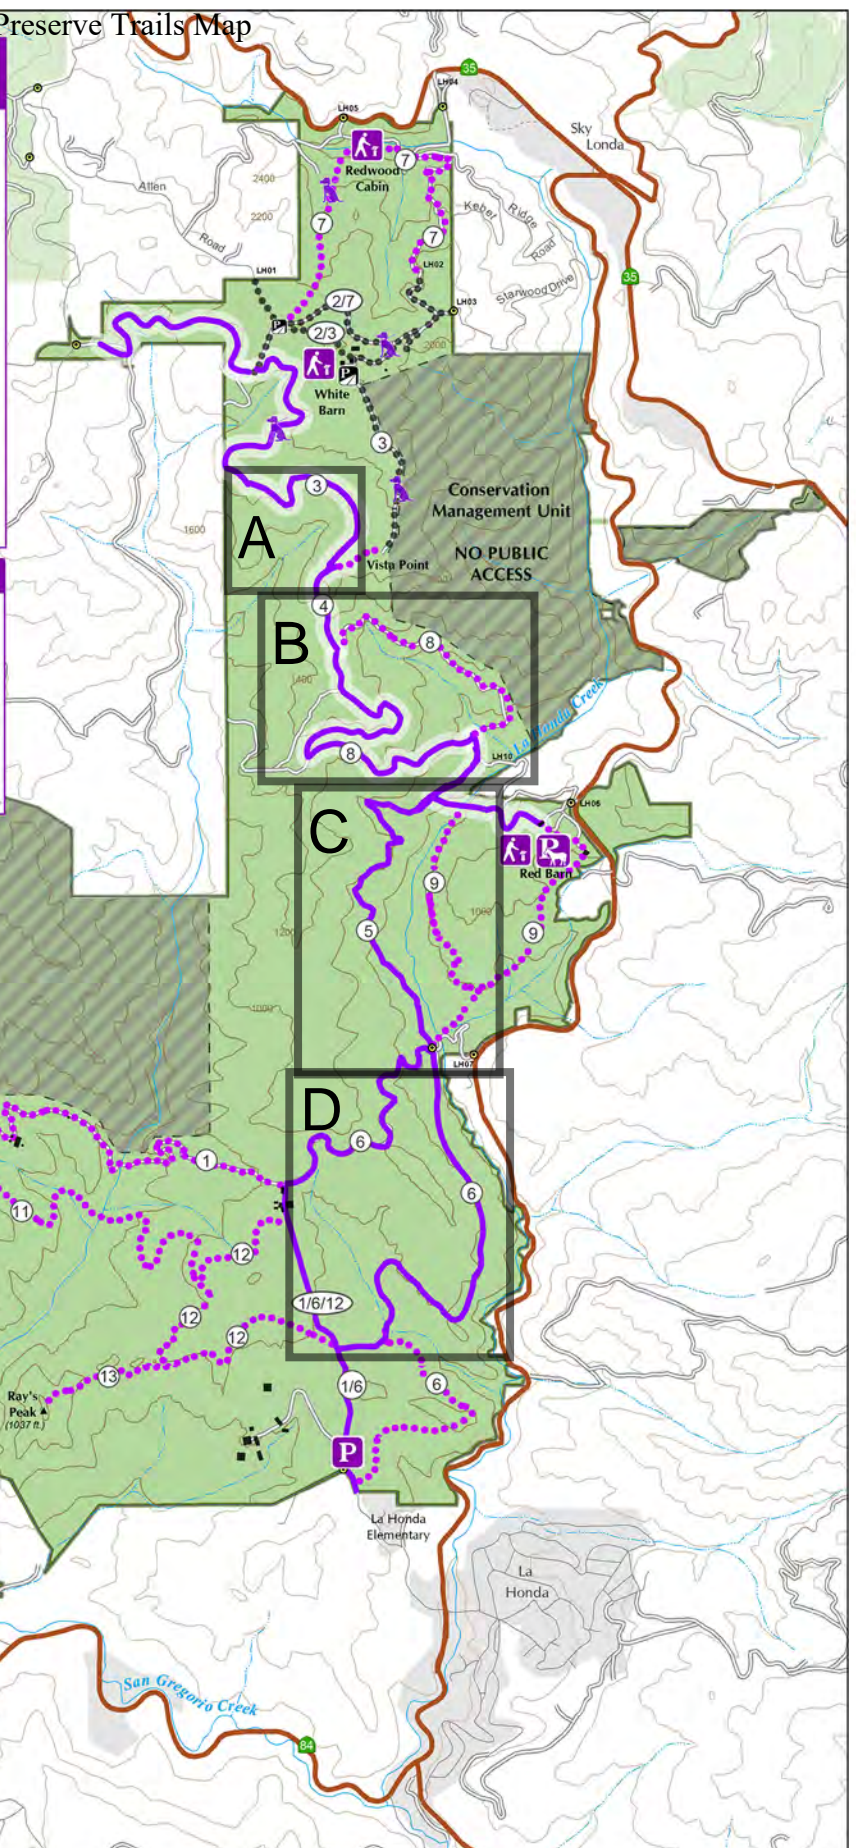 Preserve Trails Map
35
LH04
LH05
Sky
Londa
7
Redwood
Cabin
2400
Allen
2200
Keber
Ridge
Road
7
7
Road
LH02
LH01
35
Starwood Drive
2/7
LH03
P
2/3
2000
P
White
Barn
3
3
Conservation
Management Unit
1600
A
NO PUBLIC
ACCESS
Vista Point
4
B
8
1400
La Honda Creek
8
LH10
LH06
C
Red Barn
9
1000
5
1200
9
1000
LH07
D
6
1
6
11
12
1/6/12
12
12
13
1/6
6
Ray's
Peak
(1037 ft.)
P
La Honda
Elementary
La
Honda
San Gregorio Creek
84